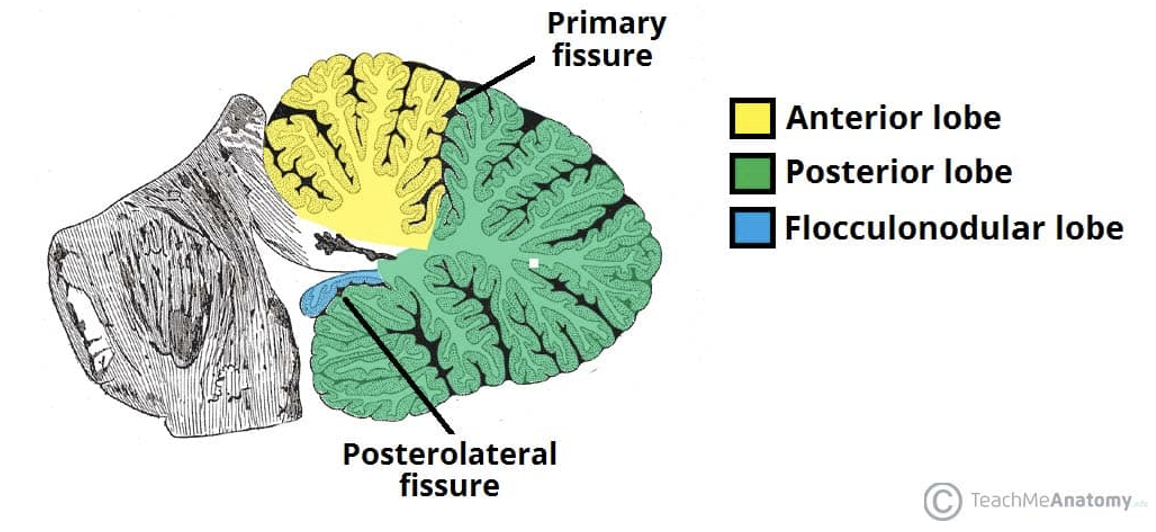 Primary
fissure
Anterior lobe
Posterior lobe
Flocculonodular lobe
Posterolateral
fissure
© TeachMeAnatomy